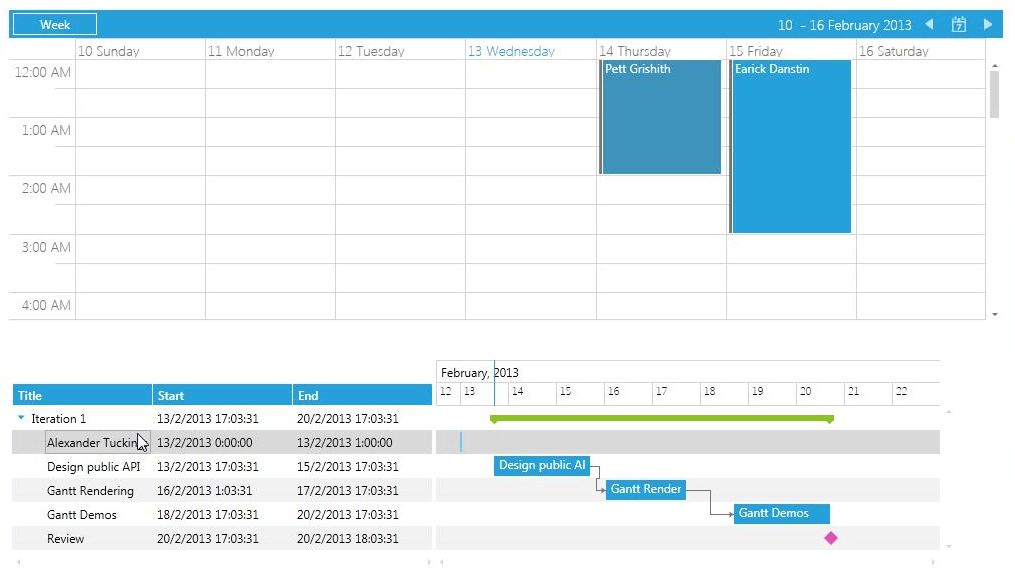 Week 10 - 16 February 2013
7
10 Sunday 11 Monday 12 Tuesday 13 Wednesday 14 Thursday 15 Friday 16 Saturday
12:00 AM Pett Grishith Earick Danstin
1:00 AM
2:00 AM
3:00 AM
4:00 AM
February, 2013
Title Start End 12 13 14 15 16 17 18 19 20 21 22
Iteration 1 13/2/2013 17:03:31 20/2/2013 17:03:31
Alexander Tuckin 13/2/2013 0:00:00 13/2/2013 1:00:00
Design public API 13/2/2013 17:03:31 15/2/2013 17:03:31 Design public AI
Gantt Rendering 16/2/2013 1:03:31 17/2/2013 17:03:31 Gantt Render
Gantt Demos 18/2/2013 17:03:31 20/2/2013 17:03:31 Gantt Demos
Review 20/2/2013 17:03:31 20/2/2013 18:03:31